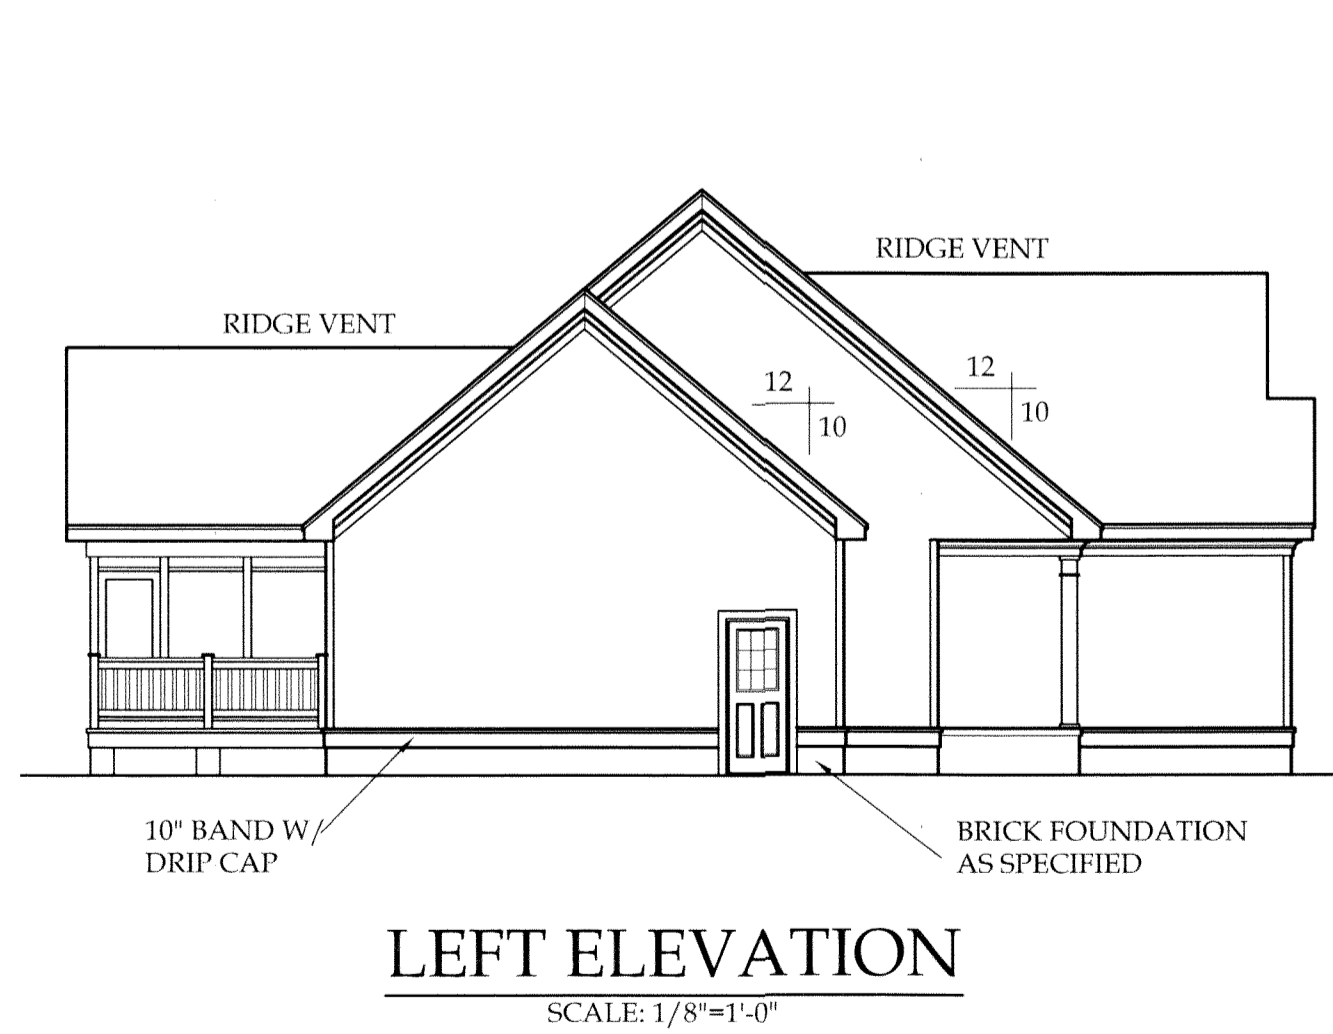 RIDGE VENT
RIDGE VENT
12
10
12
10
10" BAND W/
DRIP CAP
BRICK FOUNDATION
AS SPECIFIED
LEFT ELEVATION
SCALE: 1/8"=1'-0"